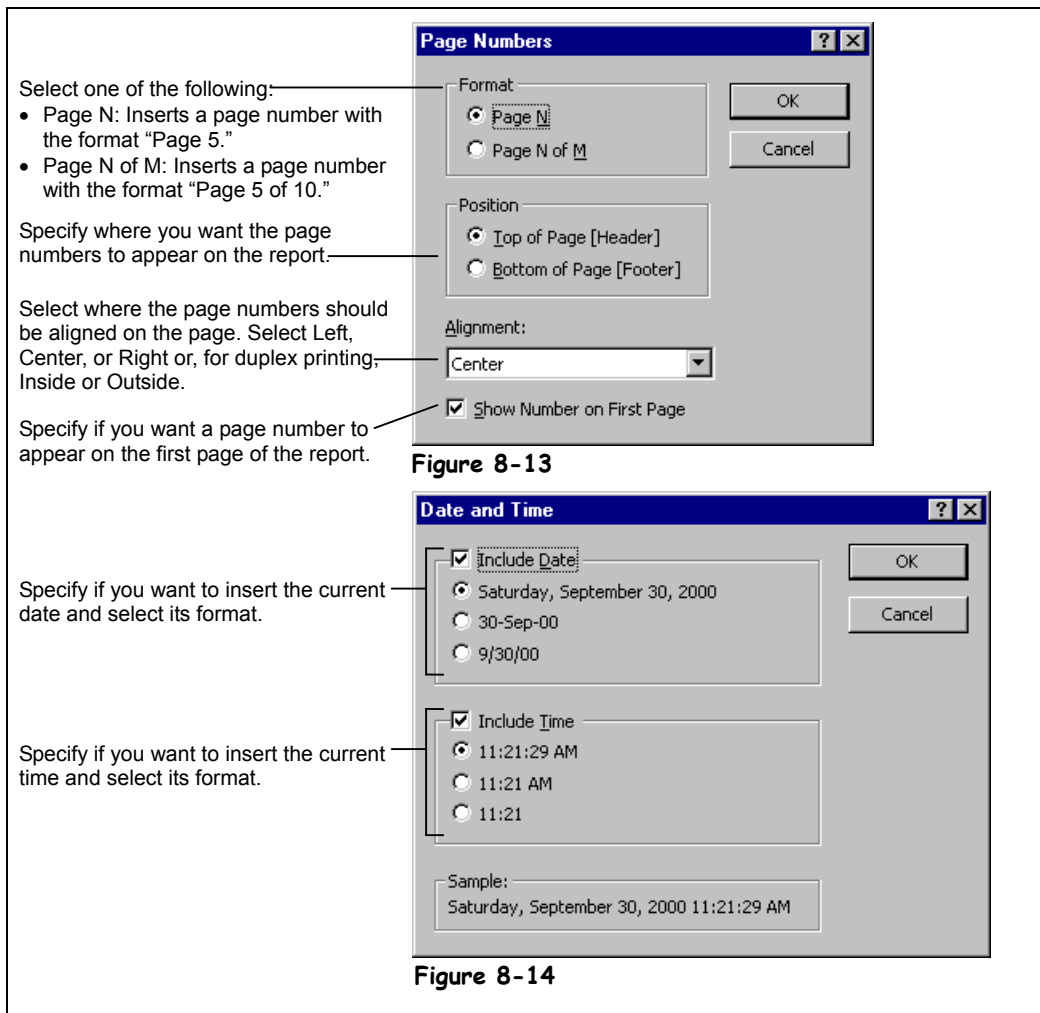 Page Numbers
Select one of the following:
• Page N: Inserts a page number with
the format “Page 5.”
• Page N of M: Inserts a page number
with the format “Page 5 of 10.”
Specify where you want the page
numbers to appear on the report.
Select where the page numbers should
be aligned on the page. Select Left,
Center, or Right or, for duplex printing,
Inside or Outside.
Specify if you want a page number to
appear on the first page of the report.
Format
Page N
Page N of M
OK
Cancel
Position
Top of Page [Header]
Bottom of Page [Footer]
Alignment:
Center
Show Number on First Page
Figure 8-13
Date and Time
Specify if you want to insert the current
date and select its format.
Include Date
Saturday, September 30, 2000
30-Sep-00
9/30/00
OK
Cancel
Specify if you want to insert the current
time and select its format.
Include Time
11:21:29 AM
11:21 AM
11:21
Sample:
Saturday, September 30, 2000 11:21:29 AM
Figure 8-14